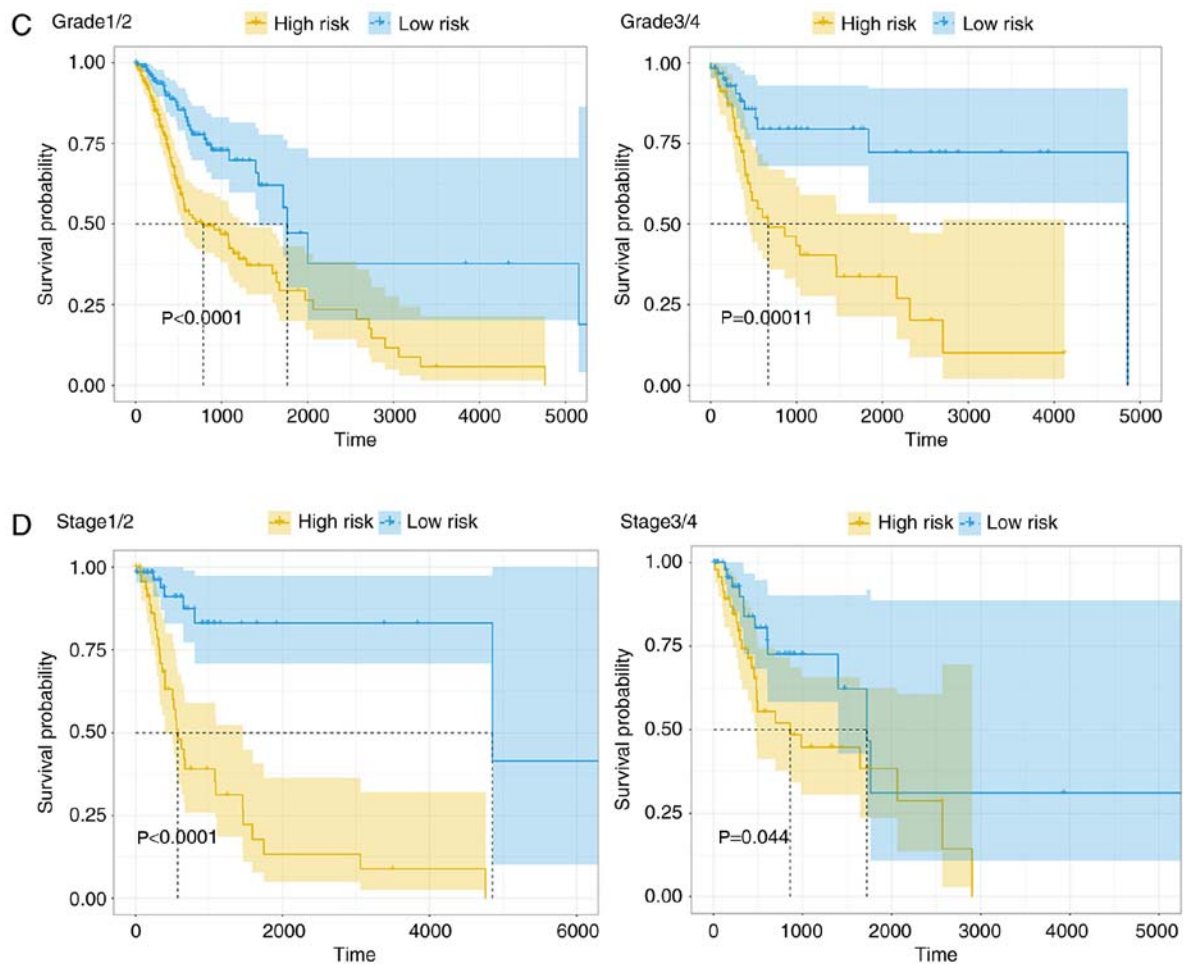 C Grade1/2 High risk Low risk
Survival probability
1.00
0.75
0.50
0.25
0.00
P<0.0001
0 1000 2000 3000 4000 5000
Time
Grade3/4 High risk Low risk
Survival probability
1.00
0.75
0.50
0.25
0.00
P=0.00011
0 1000 2000 3000 4000 5000
Time
D Stage1/2 High risk Low risk
Survival probability
1.00
0.75
0.50
0.25
0.00
P<0.0001
0 2000 4000 6000
Time
Stage3/4 High risk Low risk
Survival probability
1.00
0.75
0.50
0.25
0.00
P=0.044
0 1000 2000 3000 4000 5000
Time